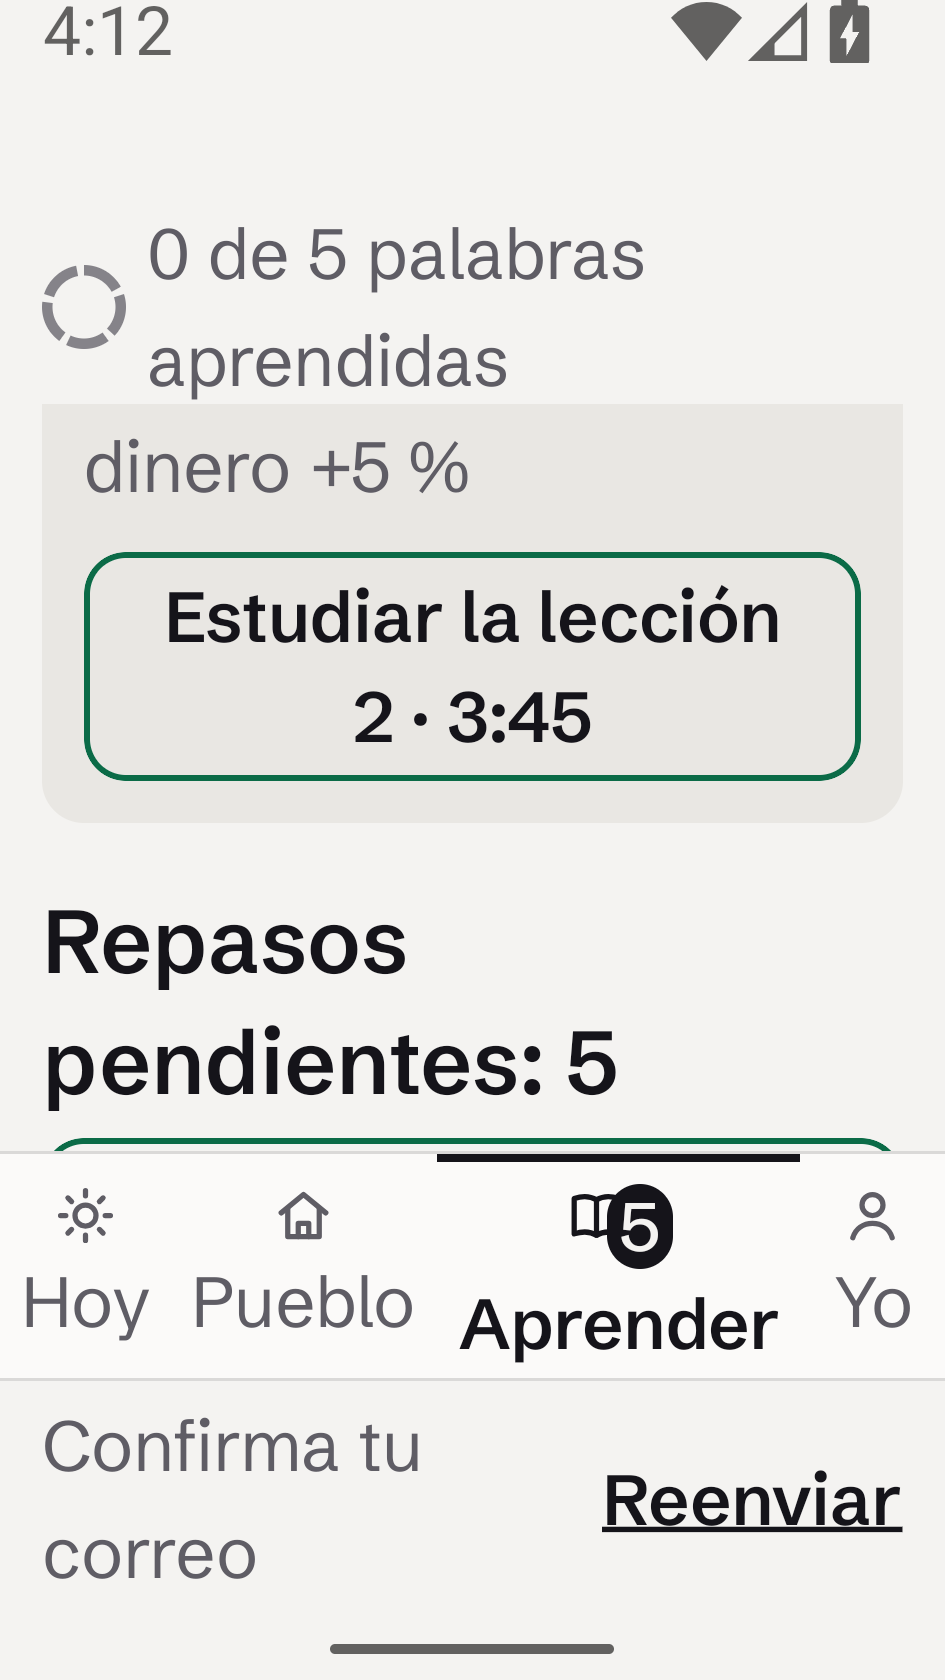 4:12
0 de 5 palabras
aprendidas
dinero +5 %
Estudiar la lección
2 · 3:45
Repasos
pendientes: 5
5
Hoy
Pueblo
Aprender
Yo
Confirma tu
correo
Reenviar